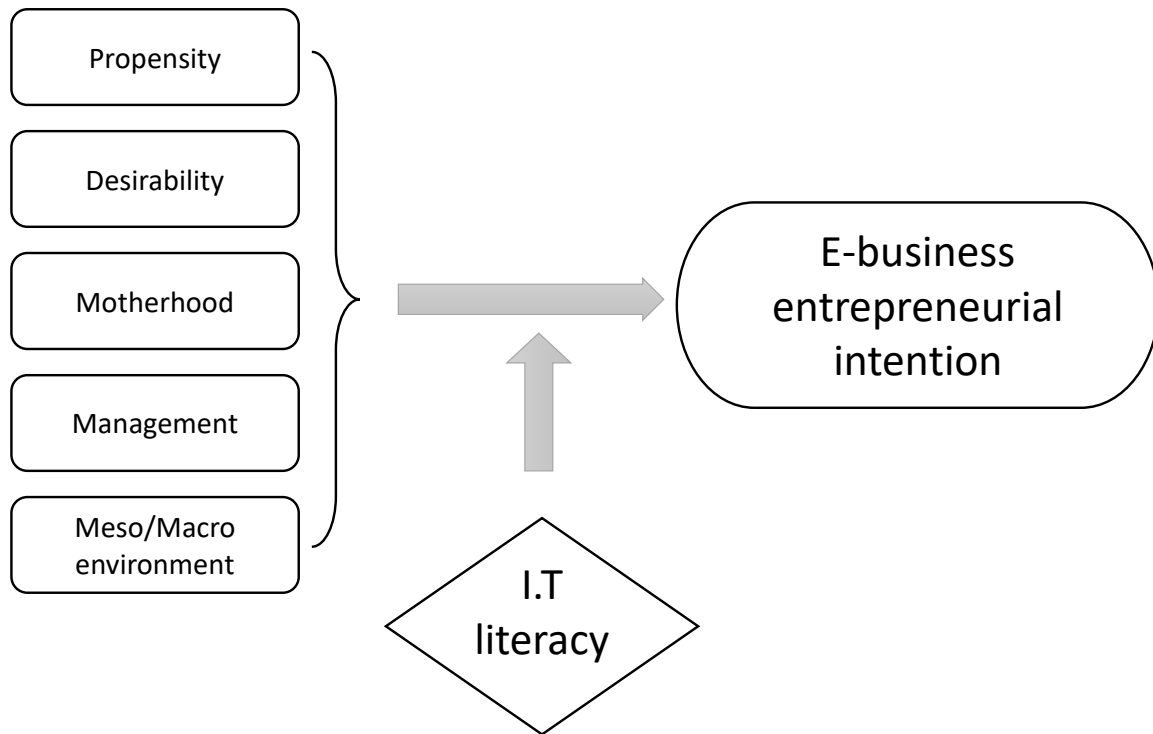 Propensity
Desirability
Motherhood
Management
Meso/Macro
environment
E-business
entrepreneurial
intention
I.T
literacy